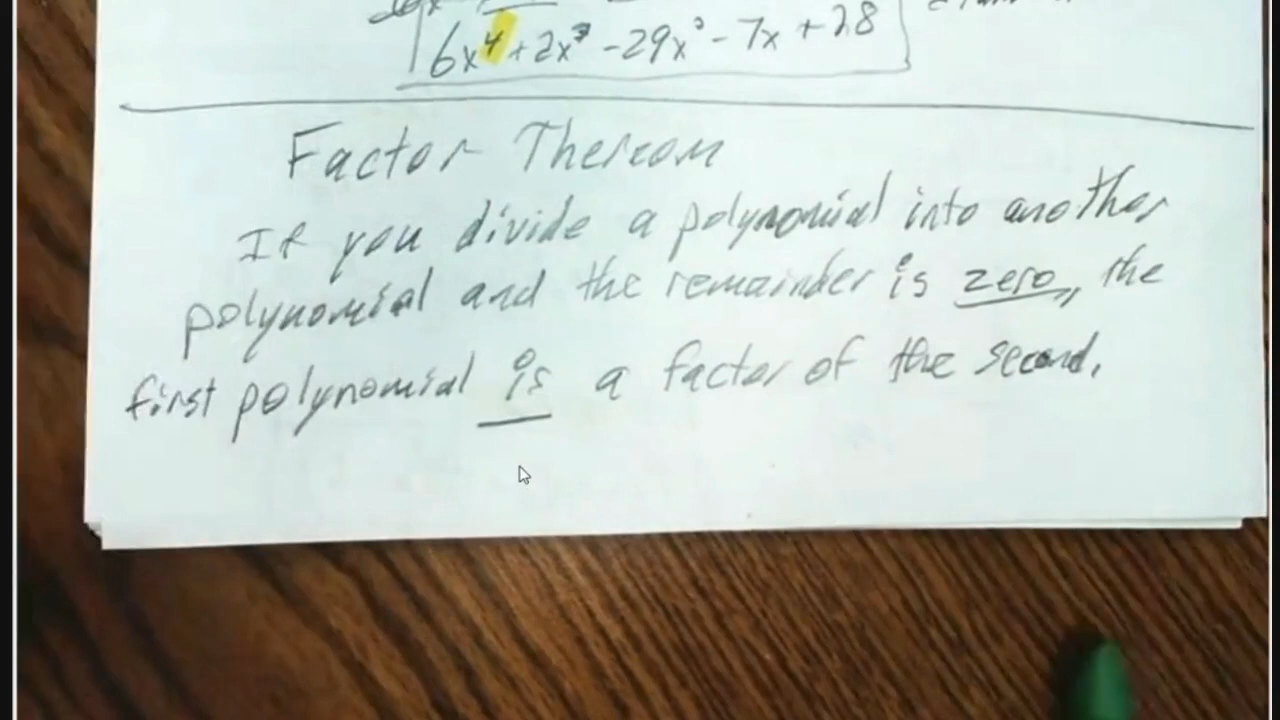 6x⁴+2x³-29x²-7x+28
Factor Thereom
If you divide a polynomial into another
polynomial and the remainder is zero, the
first polynomial is a factor of the second.